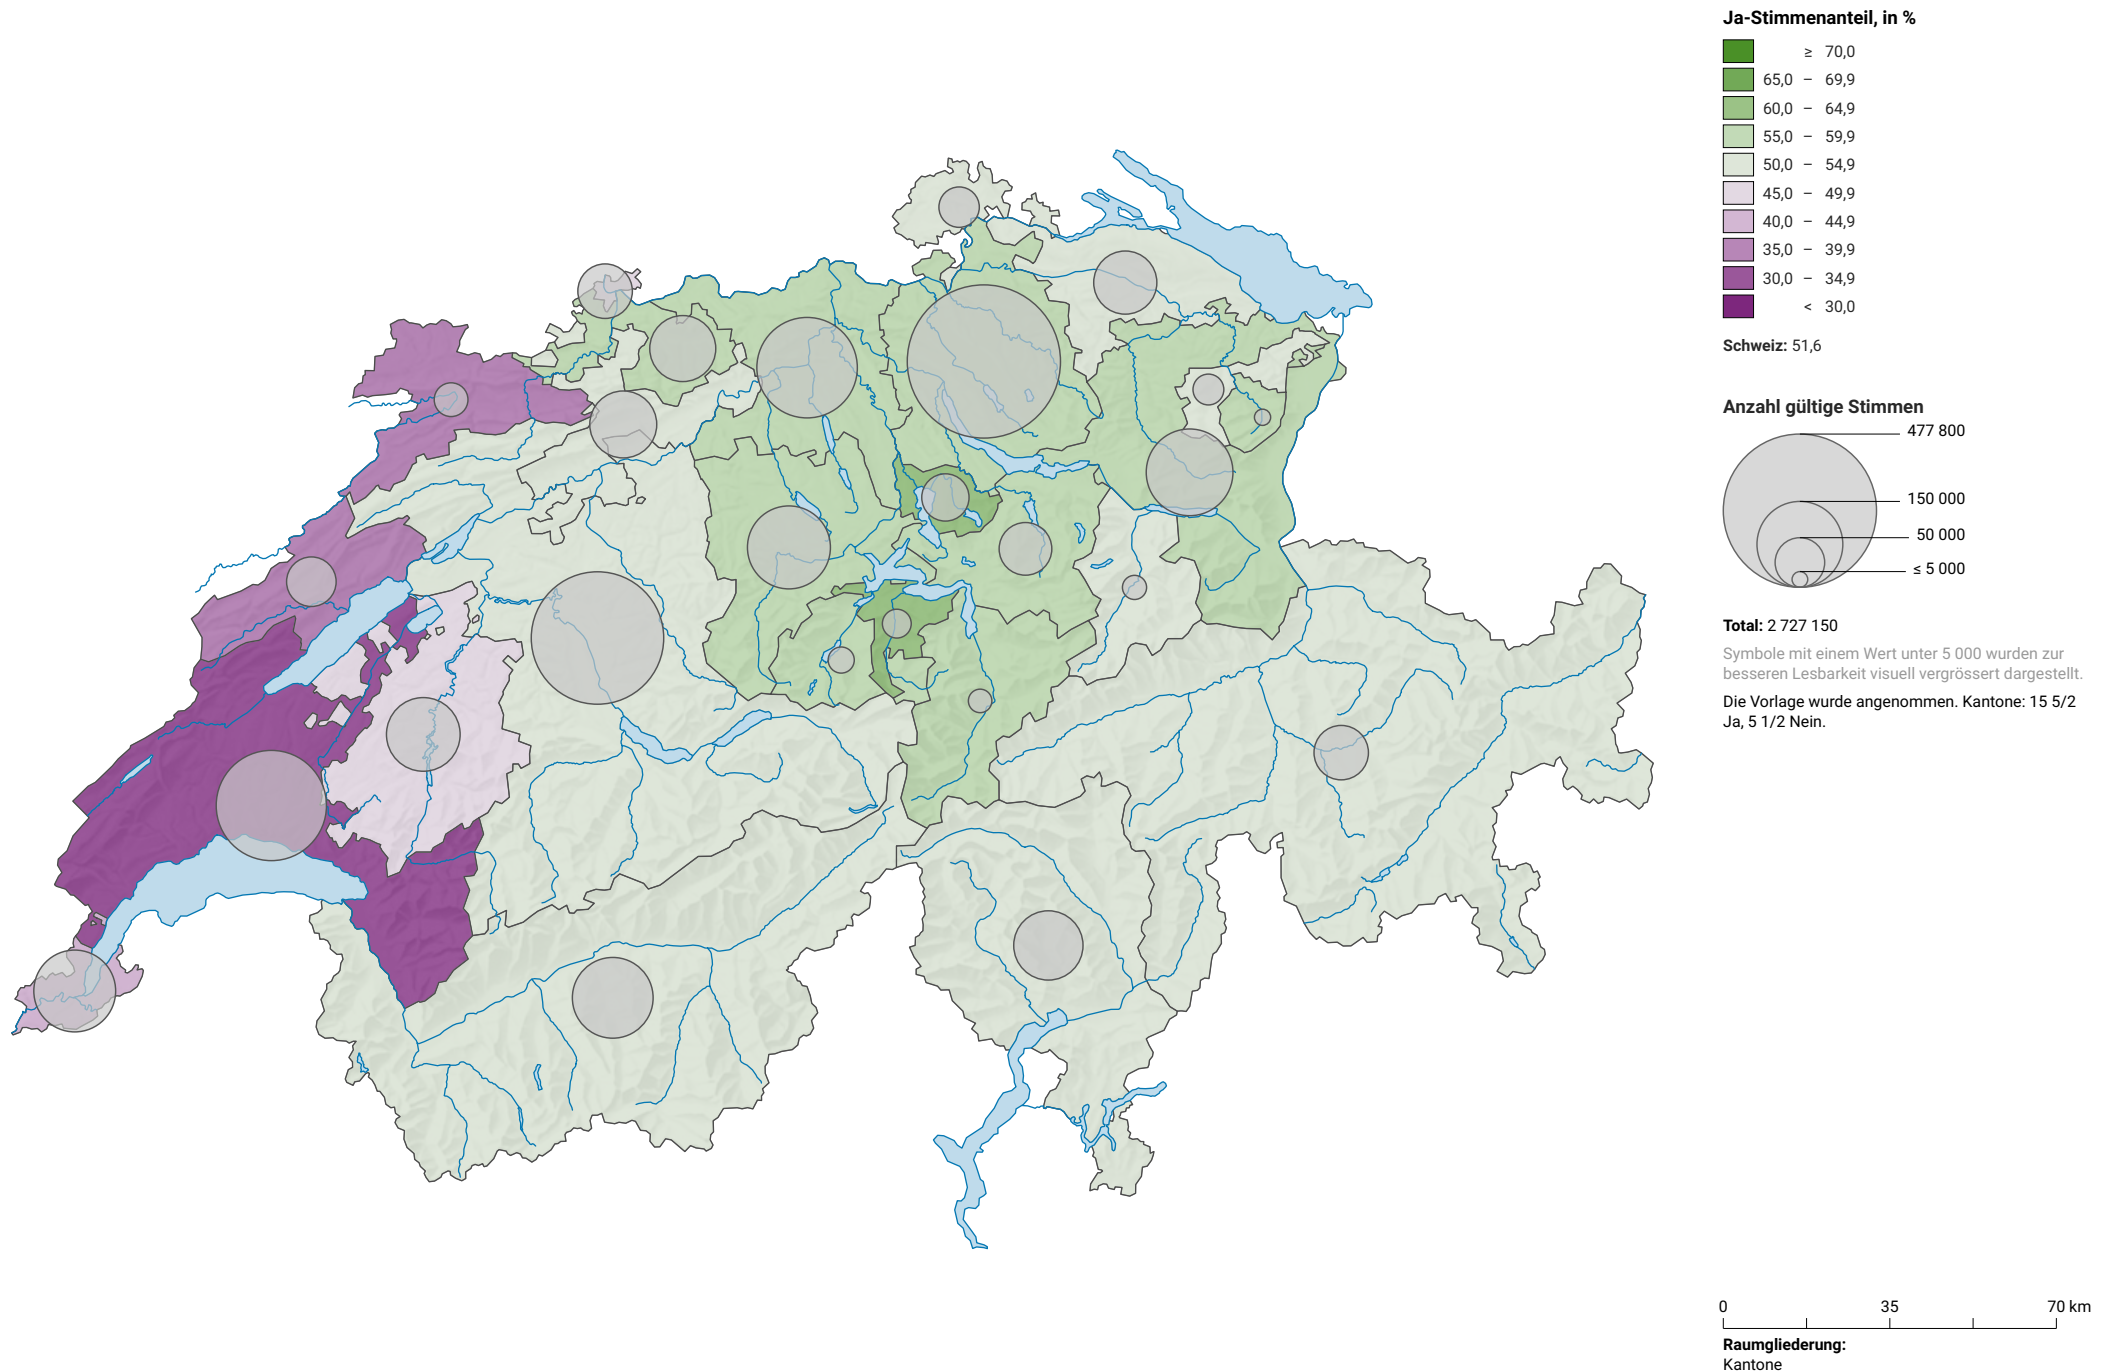 Ja-Stimmenanteil, in %
≥ 70,0
65,0 – 69,9
60,0 – 64,9
55,0 – 59,9
50,0 – 54,9
45,0 – 49,9
40,0 – 44,9
35,0 – 39,9
30,0 – 34,9
< 30,0
Schweiz: 51,6
Anzahl gültige Stimmen
477 800
150 000
50 000
≤ 5 000
Total: 2 727 150
Symbole mit einem Wert unter 5 000 wurden zur
besseren Lesbarkeit visuell vergrössert dargestellt.
Die Vorlage wurde angenommen. Kantone: 15 5/2
Ja, 5 1/2 Nein.
0 35 70 km
Raumgliederung:
Kantone